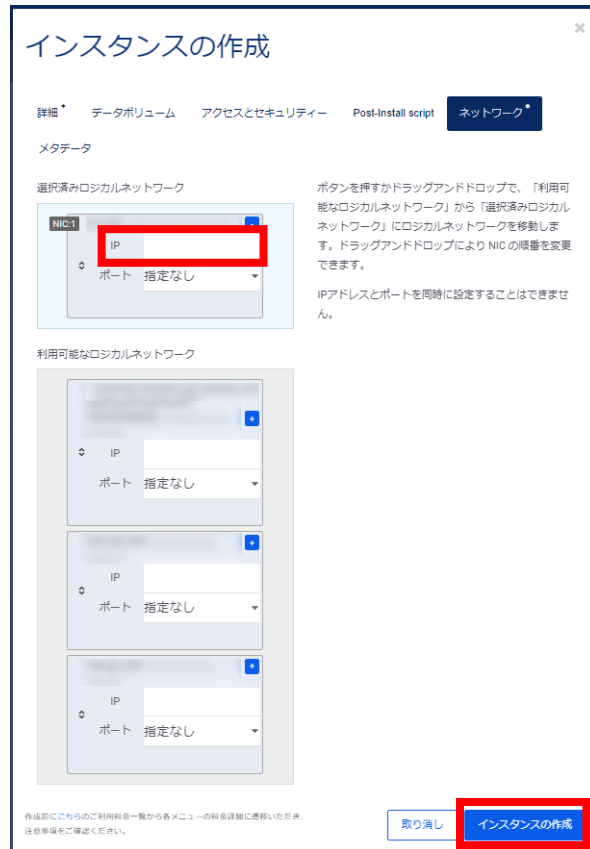 インスタンスの作成
×
詳細* データボリューム アクセスとセキュリティー Post-Install script ネットワーク*
メタデータ
選択済みロジカルネットワーク
NIC:1
+
IP
ポート 指定なし
ボタンを押すかドラッグアンドドロップで、「利用可
能なロジカルネットワーク」から「選択済みロジカル
ネットワーク」にロジカルネットワークを移動しま
す。ドラッグアンドドロップにより NIC の順番を変更
できます。
IPアドレスとポートを同時に設定することはできませ
ん。
利用可能なロジカルネットワーク
+
IP
ポート 指定なし
+
IP
ポート 指定なし
+
IP
ポート 指定なし
作成前にこちらのご利用料金一覧から各メニューの料金詳細に遷移いただき、
注意事項をご確認ください。
取り消し インスタンスの作成